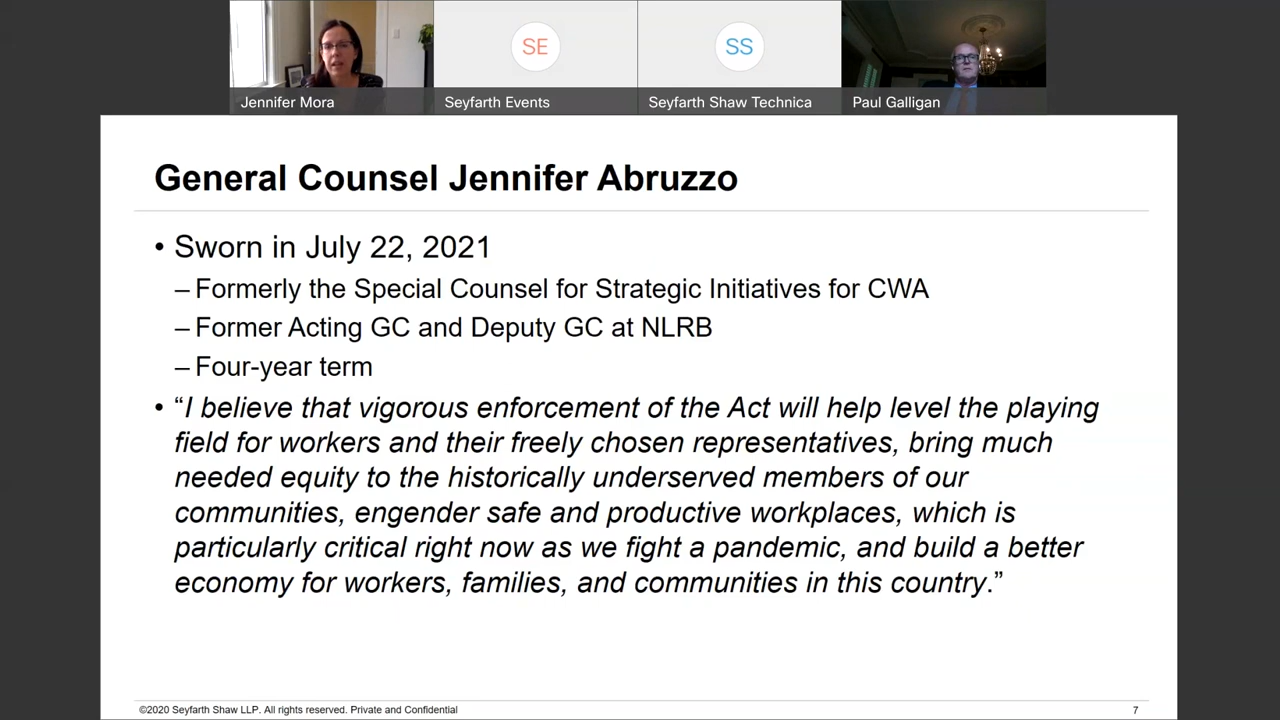 SE
SS
Jennifer Mora
Seyfarth Events
Seyfarth Shaw Technica
Paul Galligan
General Counsel Jennifer Abruzzo
• Sworn in July 22, 2021
– Formerly the Special Counsel for Strategic Initiatives for CWA
– Former Acting GC and Deputy GC at NLRB
– Four-year term
• “I believe that vigorous enforcement of the Act will help level the playing
field for workers and their freely chosen representatives, bring much
needed equity to the historically underserved members of our
communities, engender safe and productive workplaces, which is
particularly critical right now as we fight a pandemic, and build a better
economy for workers, families, and communities in this country.”
©2020 Seyfarth Shaw LLP. All rights reserved. Private and Confidential
7